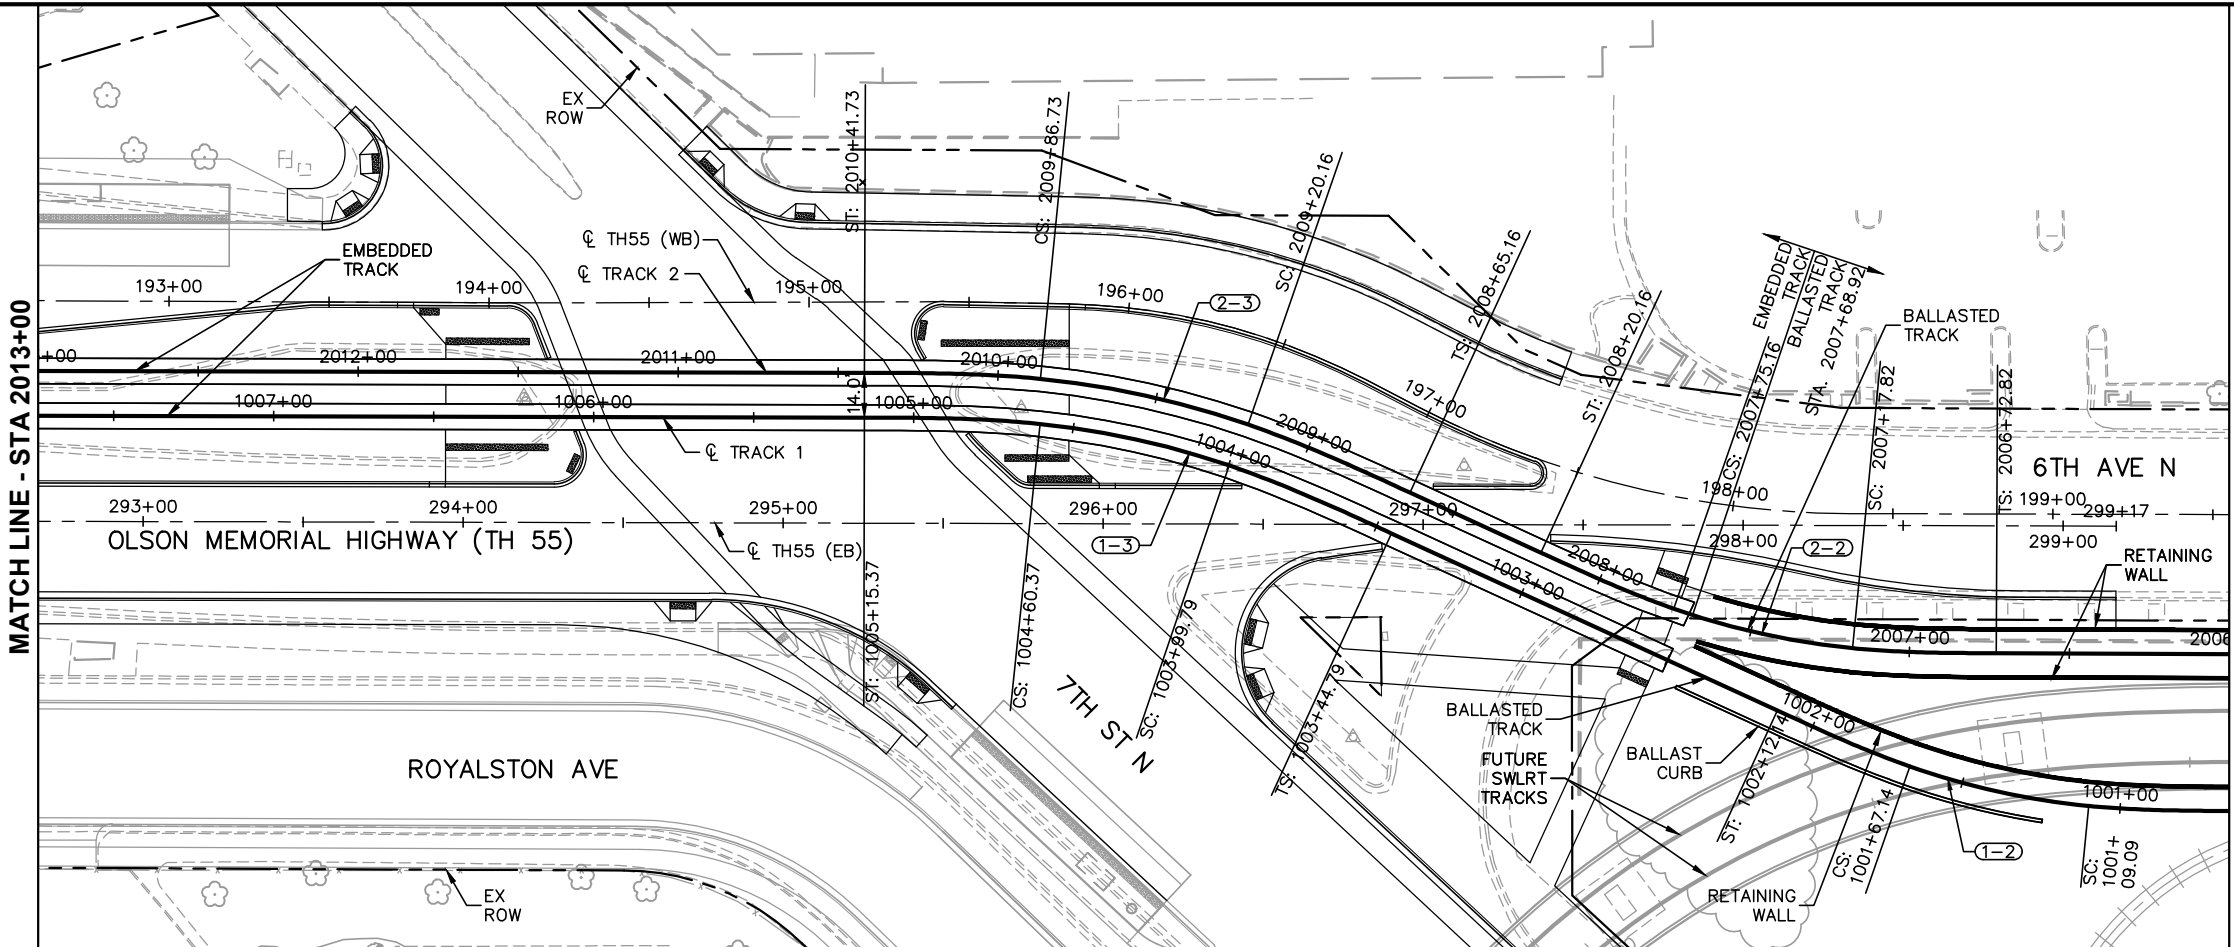 MATCH LINE - STA 2013+00
EX
ROW
EMBEDDED
TRACK
℄ TH55 (WB)
℄ TRACK 2
193+00
194+00
195+00
196+00
197+00
198+00
199+00
ST: 2010+41.73
CS: 2009+86.73
SC: 2009+20.16
TS: 2008+65.16
ST: 2008+20.16
CS: 2007+75.16
EMBEDDED
TRACK
BALLASTED
TRACK
STA. 2007+68.92
BALLASTED
TRACK
SC: 2007+17.82
TS: 2006+72.82
2-3
+00
2012+00
2011+00
2010+00
2009+00
2008+00
2007+00
2006
14.0'
1007+00
1006+00
1005+00
1004+00
1003+00
1002+00
1001+00
℄ TRACK 1
6TH AVE N
293+00
294+00
295+00
296+00
297+00
298+00
299+00
299+17
OLSON MEMORIAL HIGHWAY (TH 55)
℄ TH55 (EB)
1-3
2-2
RETAINING
WALL
ST: 1005+15.37
CS: 1004+60.37
SC: 1003+99.79
TS: 1003+44.79
ST: 1002+12.14
CS:
1001+67.14
SC:
1001+
09.09
7TH ST N
ROYALSTON AVE
BALLASTED
TRACK
BALLAST
CURB
FUTURE
SWLRT
TRACKS
RETAINING
WALL
1-2
EX
ROW